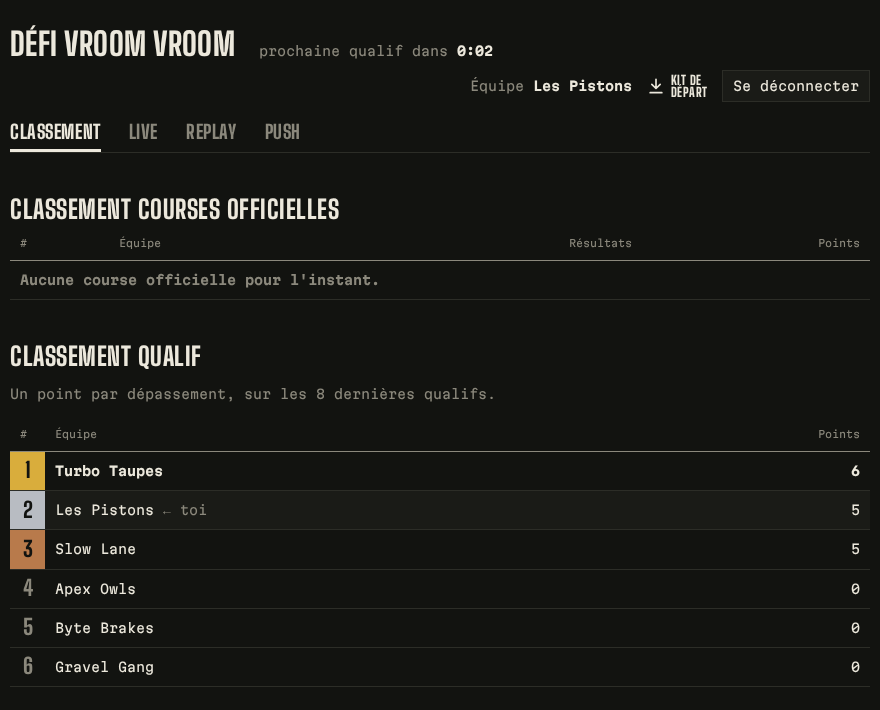 DÉFI VROOM VROOM prochaine qualif dans 0:02
Équipe Les Pistons KIT DE DÉPART Se déconnecter
CLASSEMENT LIVE REPLAY PUSH
CLASSEMENT COURSES OFFICIELLES
# Équipe Résultats Points
Aucune course officielle pour l'instant.
CLASSEMENT QUALIF
Un point par dépassement, sur les 8 dernières qualifs.
# Équipe Points
1 Turbo Taupes 6
2 Les Pistons ← toi 5
3 Slow Lane 5
4 Apex Owls 0
5 Byte Brakes 0
6 Gravel Gang 0